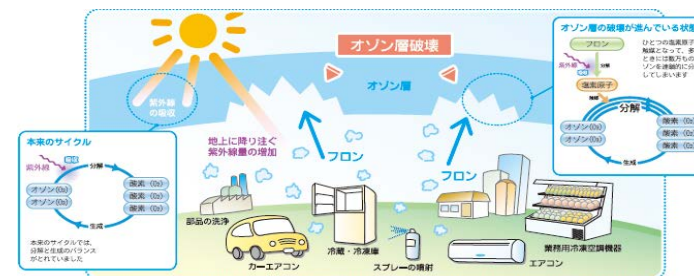 オゾン層破壊
オゾン層
紫外線
の吸収
地上に降り注ぐ
紫外線量の増加
フロン
フロン
部品の洗浄
カーエアコン
冷蔵・冷凍庫
スプレーの噴射
エアコン
業務用冷凍空調機器
本来のサイクル
紫外線
分解
オゾン(O₃)
オゾン(O₃)
酸素 (O₂)
酸素 (O₂)
酸素 (O₂)
生成
本来のサイクルでは、
分解と生成のバランス
がとれていました
オゾン層の破壊が進んでいる状態
フロン
紫外線
分解
塩素原子
ひとつの塩素原子
触媒となって、多
ときには数万もの
ゾンを連鎖的に分
してしまいます
分解
オゾン(O₃)
オゾン(O₃)
酸素 (O₂)
酸素 (O₂)
酸素 (O₂)
生成